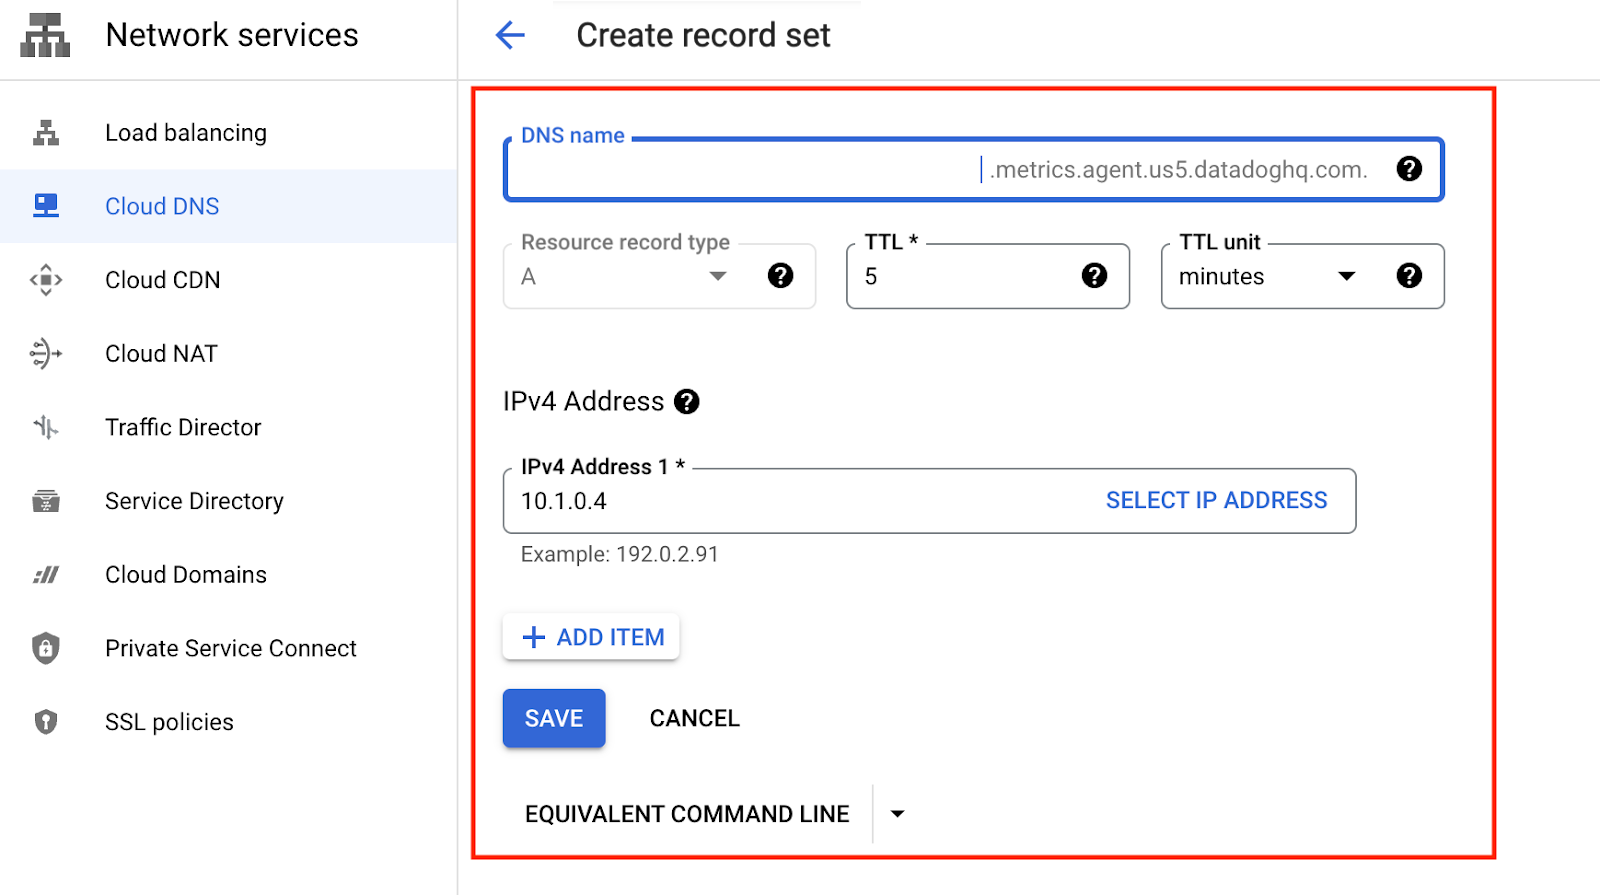 Network services
Load balancing
Cloud DNS
Cloud CDN
Cloud NAT
Traffic Director
Service Directory
Cloud Domains
Private Service Connect
SSL policies
Create record set
DNS name
.metrics.agent.us5.datadoghq.com.
Resource record type
A
TTL *
5
TTL unit
minutes
IPv4 Address
IPv4 Address 1 *
10.1.0.4
SELECT IP ADDRESS
Example: 192.0.2.91
ADD ITEM
SAVE
CANCEL
EQUIVALENT COMMAND LINE